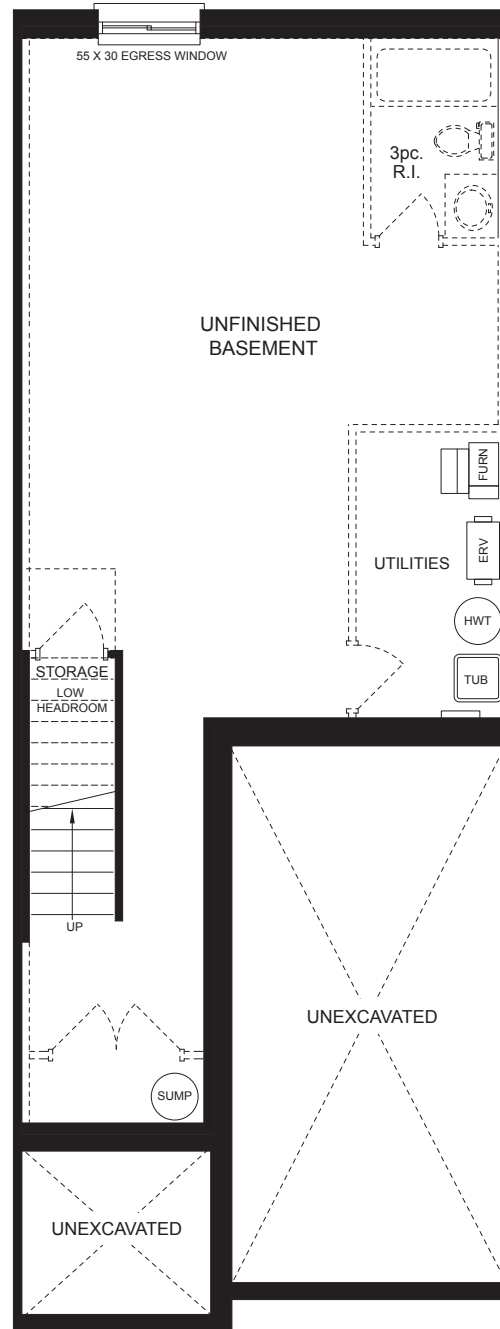 55 X 30 EGRESS WINDOW
3pc.
R.I.
UNFINISHED
BASEMENT
FURN
ERV
UTILITIES
HWT
TUB
STORAGE
LOW
HEADROOM
UP
UNEXCAVATED
SUMP
UNEXCAVATED